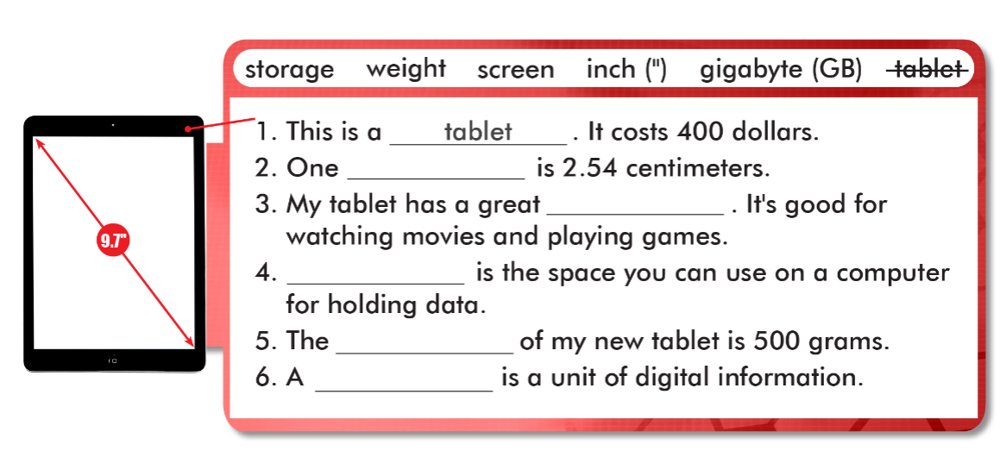 storage weight screen inch (") gigabyte (GB) tablet
1. This is a tablet . It costs 400 dollars.
2. One ____________ is 2.54 centimeters.
3. My tablet has a great ____________ . It's good for
watching movies and playing games.
4. ____________ is the space you can use on a computer
for holding data.
5. The ____________ of my new tablet is 500 grams.
6. A ____________ is a unit of digital information.
9.7"